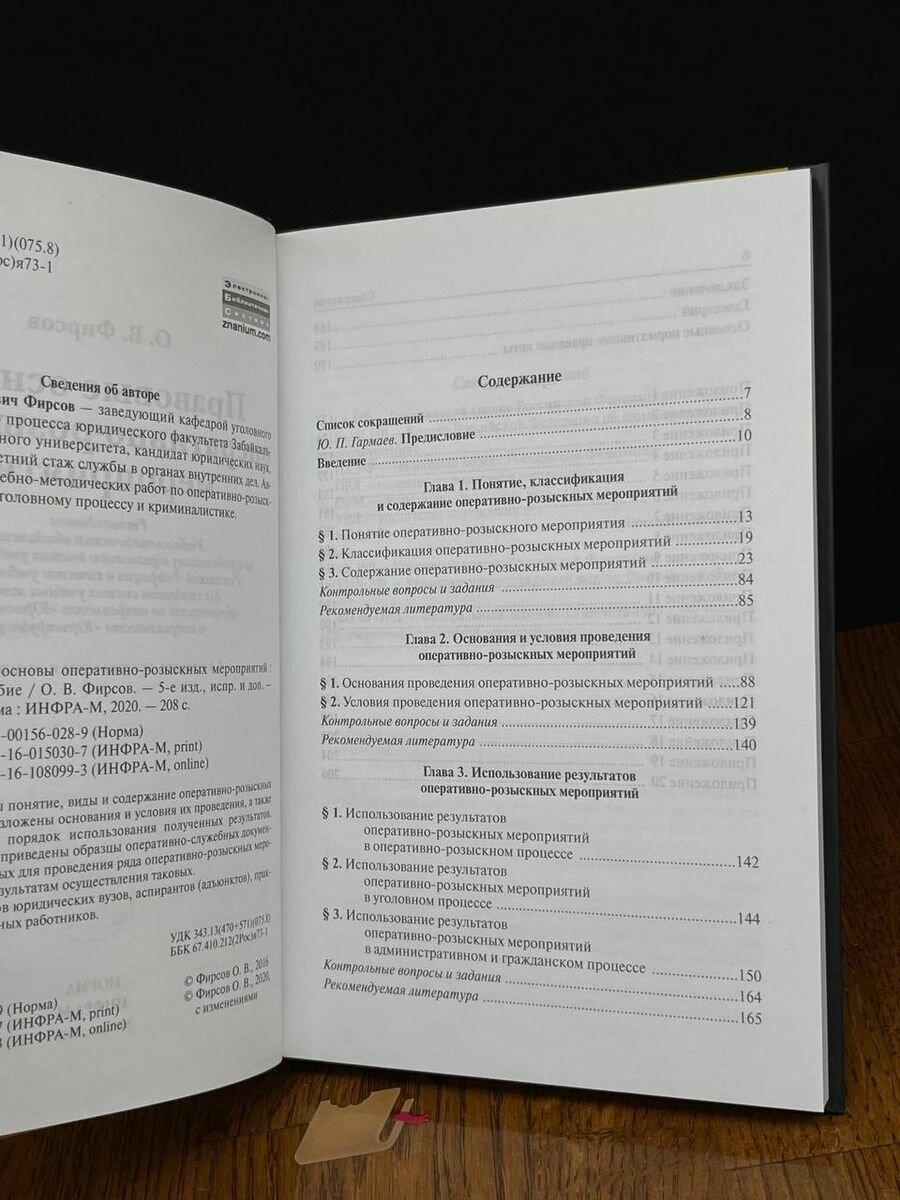 1)(075.8)
ос)я73-1
Электронно-
Библиотечная
Система
znanium.com
Сведения об авторе
вич Фирсов — заведующий кафедрой уголовного
процесса юридического факультета Забайкаль-
ного университета, кандидат юридических наук,
летний стаж службы в органах внутренних дел. Ав-
чебно-методических работ по оперативно-розыск-
головному процессу и криминалистике.
основы оперативно-розыскных мероприятий :
бие / О. В. Фирсов. — 5-е изд., испр. и доп. –
ма : ИНФРА-М, 2020. — 208 с.
-00156-028-9 (Норма)
-16-015030-7 (ИНФРА-М, print)
-16-108099-3 (ИНФРА-М, online)
ы понятие, виды и содержание оперативно-розыскных
зложены основания и условия их проведения, а также
порядок использования полученных результатов.
приведены образцы оперативно-служебных докумен-
ых для проведения ряда оперативно-розыскных меро-
зультатам осуществления таковых.
ов юридических вузов, аспирантов (адъюнктов), прак-
ных работников.
УДК 343.13(470+571)(075.8)
ББК 67.410.212(2Рос)я73-1
© Фирсов О. В., 2016
© Фирсов О. В., 2020,
с изменениями
9 (Норма)
7 (ИНФРА-М, print)
3 (ИНФРА-М, online)
Содержание
Список сокращений ... 7
Ю. П. Гармаев. Предисловие ... 8
Введение ... 10
Глава 1. Понятие, классификация
и содержание оперативно-розыскных мероприятий
§ 1. Понятие оперативно-розыскного мероприятия ... 13
§ 2. Классификация оперативно-розыскных мероприятий ... 19
§ 3. Содержание оперативно-розыскных мероприятий ... 23
Контрольные вопросы и задания ... 84
Рекомендуемая литература ... 85
Глава 2. Основания и условия проведения
оперативно-розыскных мероприятий
§ 1. Основания проведения оперативно-розыскных мероприятий ... 88
§ 2. Условия проведения оперативно-розыскных мероприятий ... 121
Контрольные вопросы и задания ... 139
Рекомендуемая литература ... 140
Глава 3. Использование результатов
оперативно-розыскных мероприятий
§ 1. Использование результатов
оперативно-розыскных мероприятий
в оперативно-розыскном процессе ... 142
§ 2. Использование результатов
оперативно-розыскных мероприятий
в уголовном процессе ... 144
§ 3. Использование результатов
оперативно-розыскных мероприятий
в административном и гражданском процессе ... 150
Контрольные вопросы и задания ... 164
Рекомендуемая литература ... 165